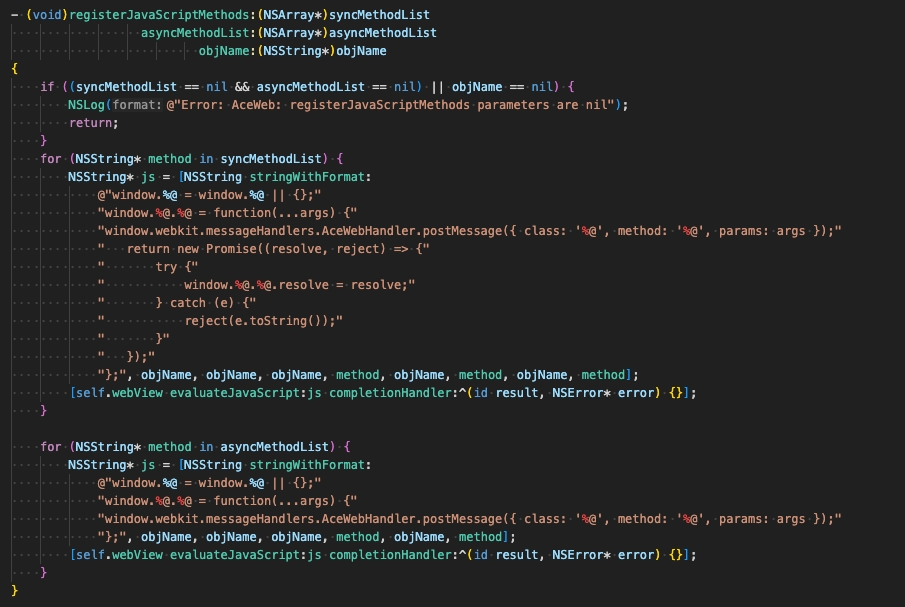 - (void)registerJavaScriptMethods:(NSArray*)syncMethodList
asyncMethodList:(NSArray*)asyncMethodList
objName:(NSString*)objName
{
if ((syncMethodList == nil && asyncMethodList == nil) || objName == nil) {
NSLog(format: @"Error: AceWeb: registerJavaScriptMethods parameters are nil");
return;
}
for (NSString* method in syncMethodList) {
NSString* js = [NSString stringWithFormat:
@"window.%@ = window.%@ || {};"
"window.%@.%@ = function(...args) {"
"window.webkit.messageHandlers.AceWebHandler.postMessage({ class: '%@', method: '%@', params: args });"
"   return new Promise((resolve, reject) => {"
"       try {"
"           window.%@.%@.resolve = resolve;"
"       } catch (e) {"
"           reject(e.toString());"
"       }"
"   });"
"};", objName, objName, objName, method, objName, method, objName, method];
[self.webView evaluateJavaScript:js completionHandler:^(id result, NSError* error) {}];
}
for (NSString* method in asyncMethodList) {
NSString* js = [NSString stringWithFormat:
@"window.%@ = window.%@ || {};"
"window.%@.%@ = function(...args) {"
"window.webkit.messageHandlers.AceWebHandler.postMessage({ class: '%@', method: '%@', params: args });"
"};", objName, objName, objName, method, objName, method];
[self.webView evaluateJavaScript:js completionHandler:^(id result, NSError* error) {}];
}
}